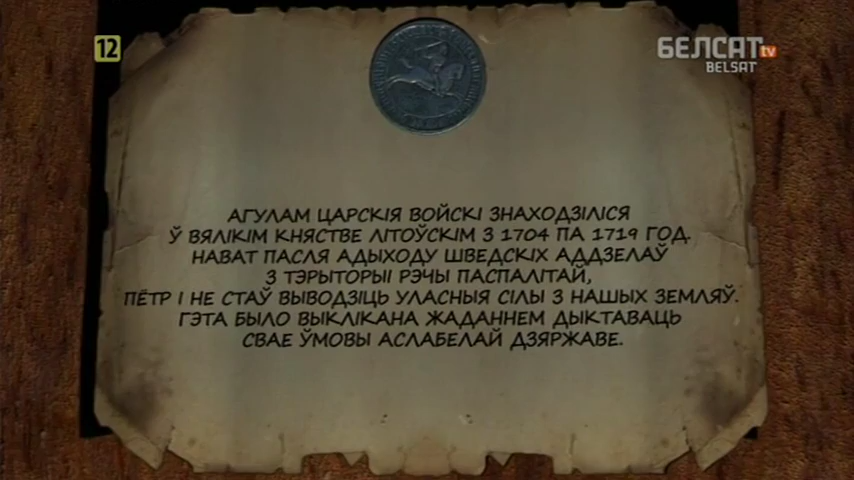 12
БЕЛСАТ tv
BELSAT
АГУЛАМ ЦАРСКІЯ ВОЙСКІ ЗНАХОДЗІЛІСЯ
Ў ВЯЛІКІМ КНЯСТВЕ ЛІТОЎСКІМ З 1704 ПА 1719 ГОД.
НАВАТ ПАСЛЯ АДЫХОДУ ШВЕДСКІХ АДДЗЕЛАЎ
З ТЭРЫТОРЫІ РЭЧЫ ПАСПАЛІТАЙ,
ПЁТР І НЕ СТАЎ ВЫВОДЗІЦЬ УЛАСНЫЯ СІЛЫ З НАШЫХ ЗЕМЛЯЎ.
ГЭТА БЫЛО ВЫКЛІКАНА ЖАДАННЕМ ДЫКТАВАЦЬ
СВАЕ ЎМОВЫ АСЛАБЕЛАЙ ДЗЯРЖАВЕ.